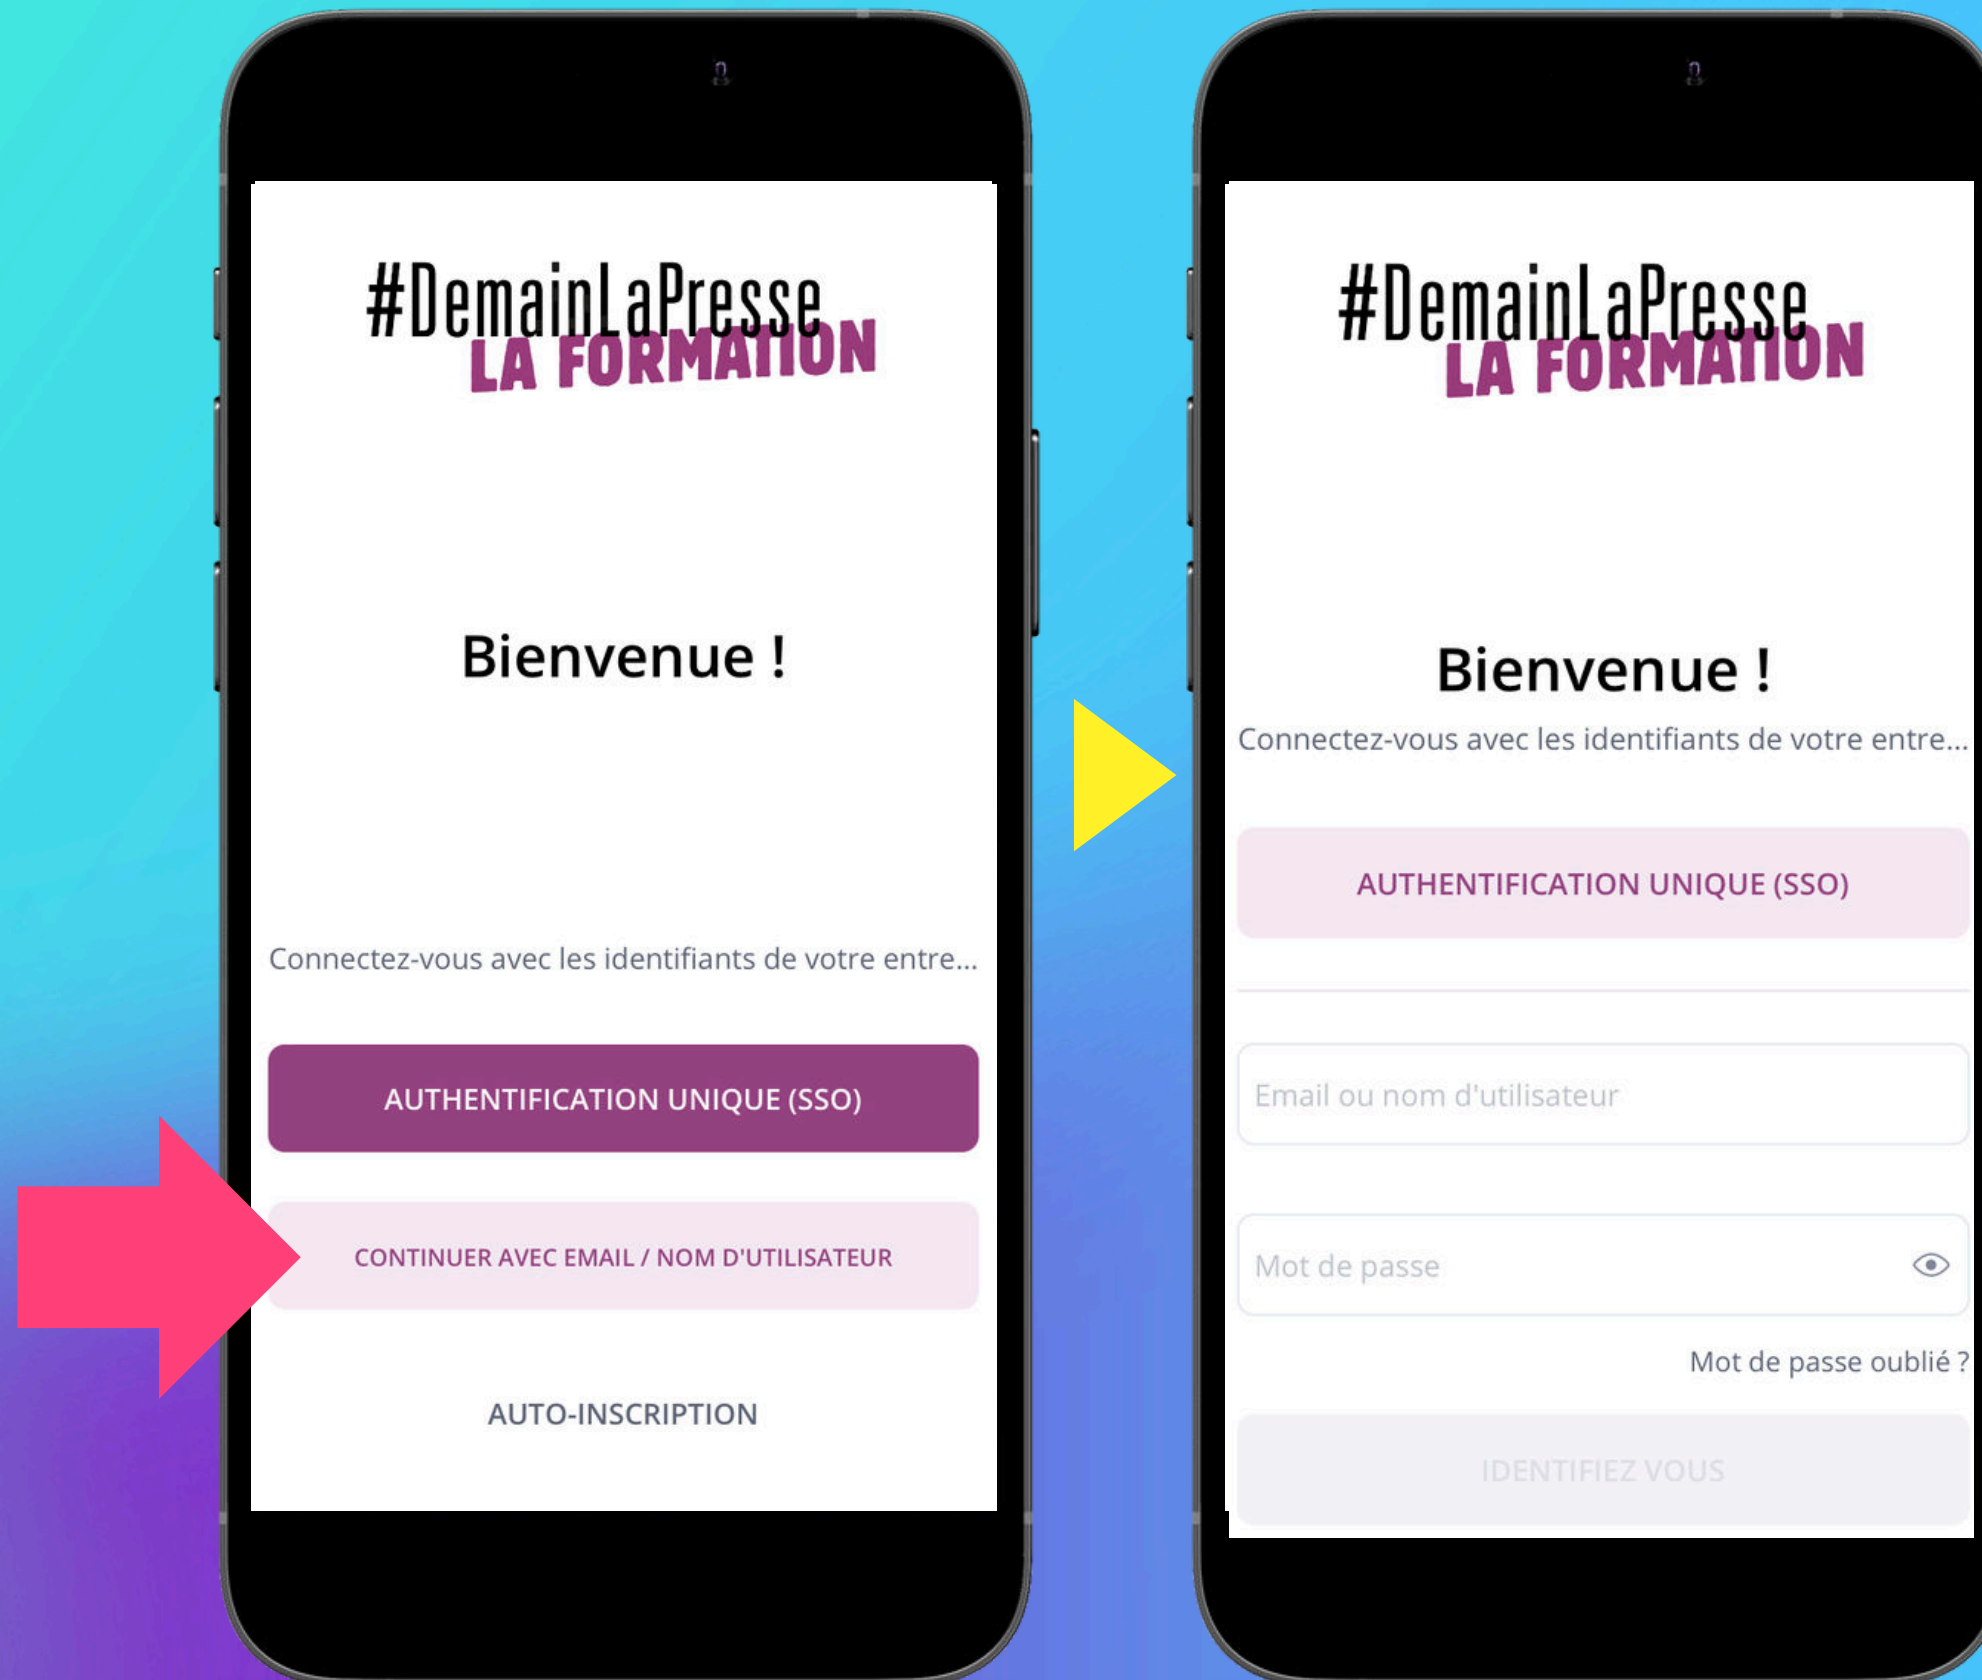 #DemainLaPresse
LA FORMATION
Bienvenue !
Connectez-vous avec les identifiants de votre entre...
AUTHENTIFICATION UNIQUE (SSO)
CONTINUER AVEC EMAIL / NOM D'UTILISATEUR
AUTO-INSCRIPTION
#DemainLaPresse
LA FORMATION
Bienvenue !
Connectez-vous avec les identifiants de votre entre...
AUTHENTIFICATION UNIQUE (SSO)
Email ou nom d'utilisateur
Mot de passe
Mot de passe oublié ?
IDENTIFIEZ VOUS